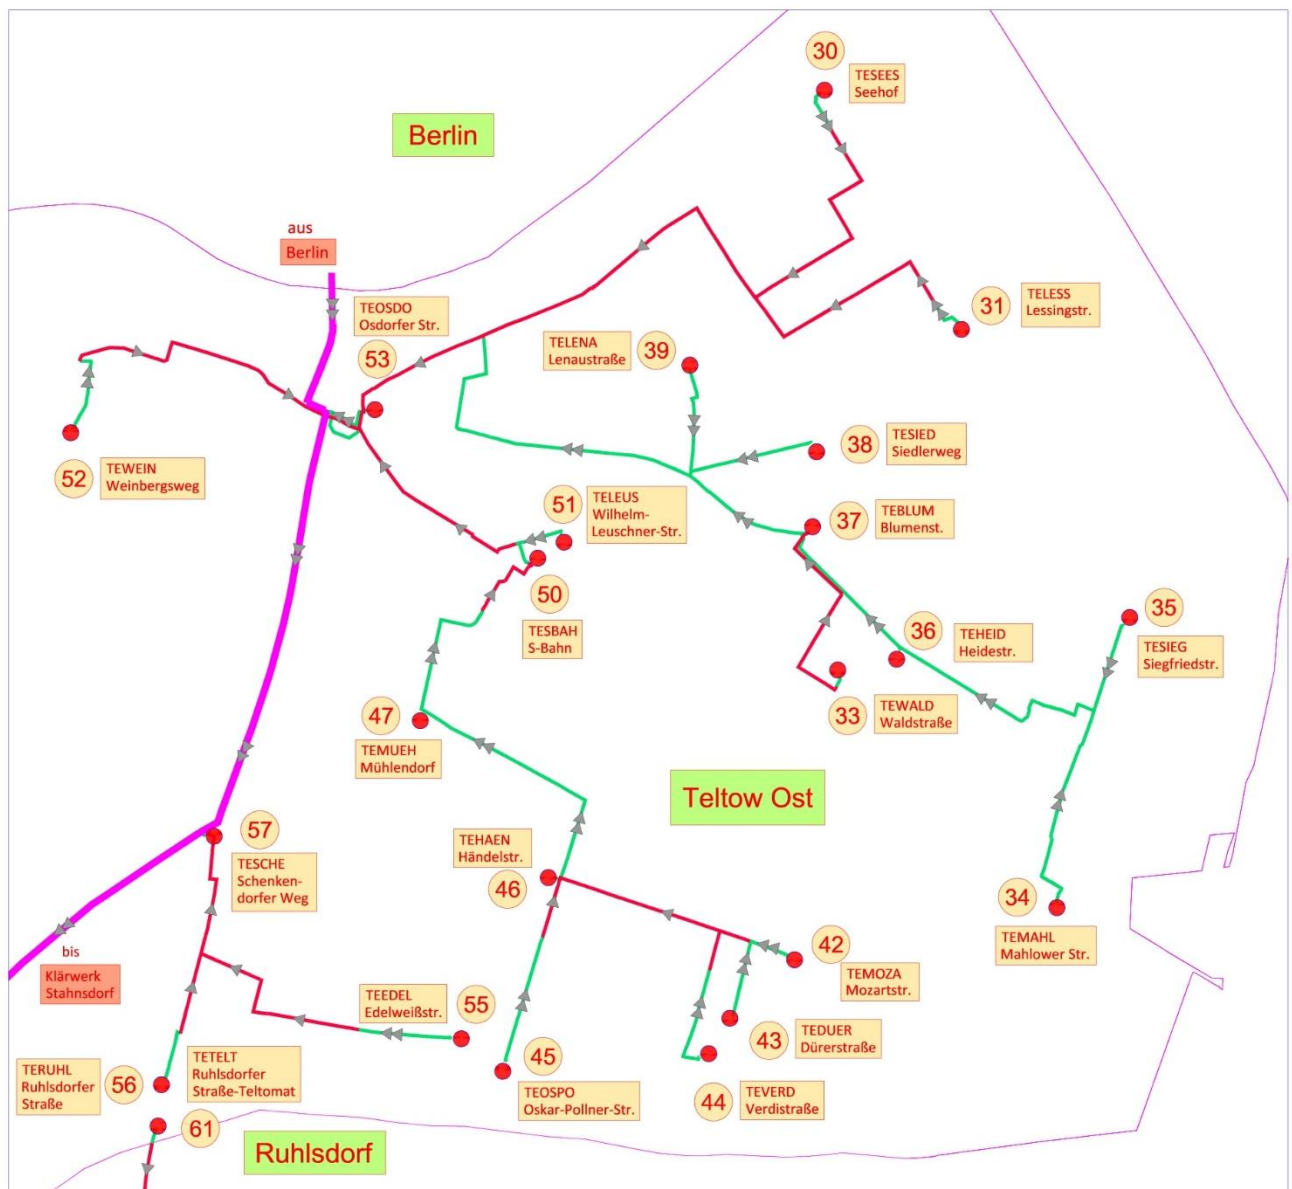 30
TESEES
Seehof
Berlin
aus
Berlin
TEOSDO
Osdorfer Str.
53
31
TELESS
Lessingstr.
TELENA
Lenaustraße
39
38
TESIED
Siedlerweg
52
TEWEIN
Weinbergsweg
51
TELEUS
Wilhelm-
Leuschner-Str.
37
TEBLUM
Blumenst.
50
TESBAH
S-Bahn
36
TEHEID
Heidestr.
35
TESIEG
Siegfriedstr.
33
TEWALD
Waldstraße
47
TEMUEH
Mühlendorf
Teltow Ost
57
TESCHE
Schenken-
dorfer Weg
TEHAEN
Händelstr.
46
34
TEMAHL
Mahlower Str.
42
TEMOZA
Mozartstr.
bis
Klärwerk
Stahnsdorf
TEEDEL
Edelweißstr.
55
43
TEDUER
Dürerstraße
TERUHL
Ruhlsdorfer
Straße
56
TETELT
Ruhlsdorfer
Straße-Teltomat
45
TEOSPO
Oskar-Pollner-Str.
44
TEVERD
Verdistraße
61
Ruhlsdorf